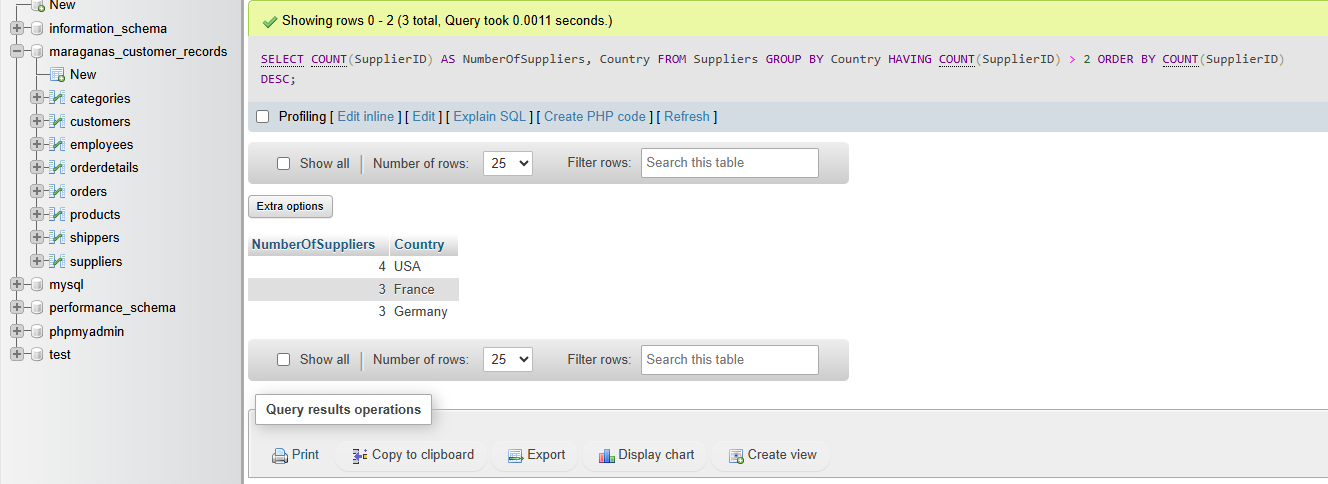 New
information_schema
maraganas_customer_records
New
categories
customers
employees
orderdetails
orders
products
shippers
suppliers
mysql
performance_schema
phpmyadmin
test
Showing rows 0 - 2 (3 total, Query took 0.0011 seconds.)
SELECT COUNT(SupplierID) AS NumberOfSuppliers, Country FROM Suppliers GROUP BY Country HAVING COUNT(SupplierID) > 2 ORDER BY COUNT(SupplierID)
DESC;
Profiling [ Edit inline ] [ Edit ] [ Explain SQL ] [ Create PHP code ] [ Refresh ]
Show all | Number of rows: 25 Filter rows: Search this table
Extra options
NumberOfSuppliers Country
4 USA
3 France
3 Germany
Show all | Number of rows: 25 Filter rows: Search this table
Query results operations
Print Copy to clipboard Export Display chart Create view